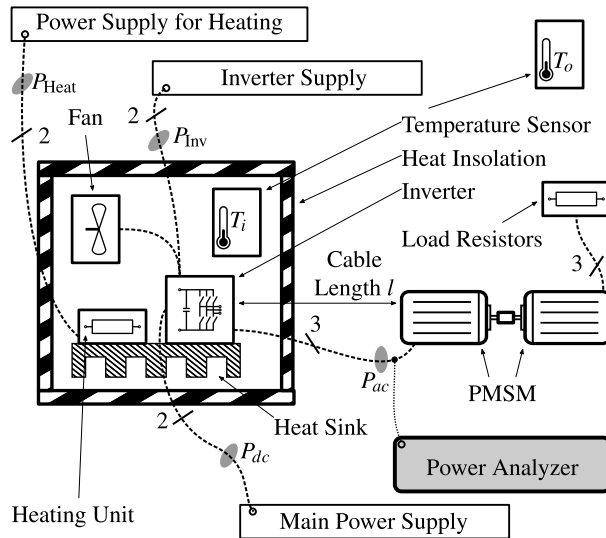 Power Supply for Heating
P_Heat
2
Fan
Inverter Supply
2
P_Inv
T_o
Temperature Sensor
Heat Insolation
Inverter
T_i
Load Resistors
3
Cable
Length l
3
P_ac
PMSM
Heat Sink
2
P_dc
Power Analyzer
Heating Unit
Main Power Supply